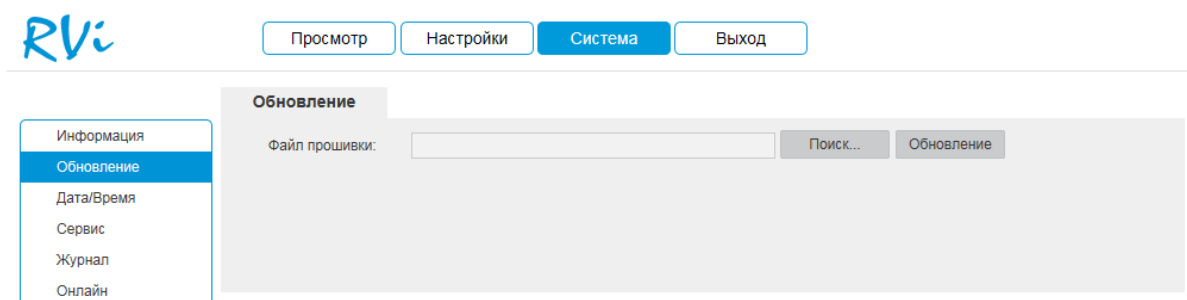 RVi Просмотр Настройки Система Выход
Обновление
Информация
Обновление
Дата/Время
Сервис
Журнал
Онлайн
Файл прошивки: Поиск... Обновление